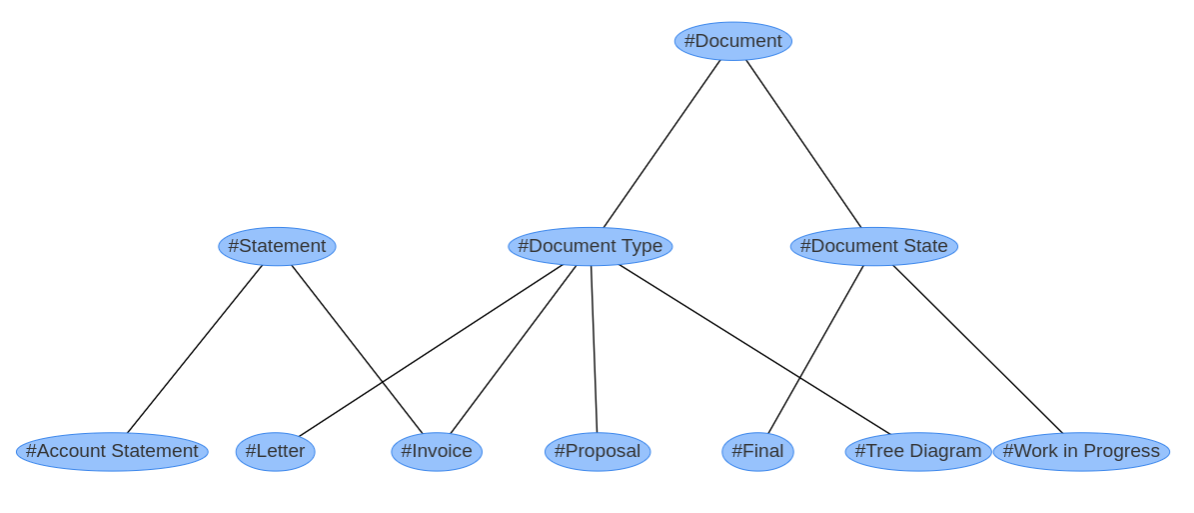 #Document
#Statement
#Document Type
#Document State
#Account Statement
#Letter
#Invoice
#Proposal
#Final
#Tree Diagram
#Work in Progress